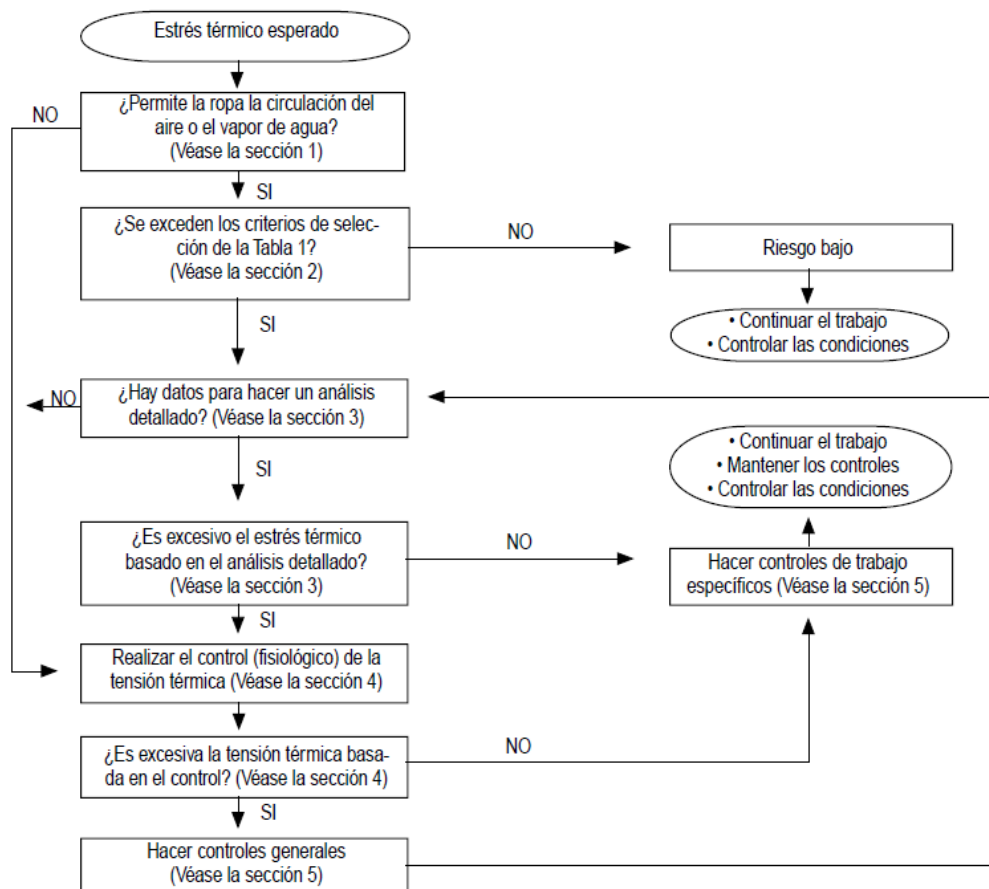 Estrés térmico esperado
NO
¿Permite la ropa la circulación del
aire o el vapor de agua?
(Véase la sección 1)
SI
¿Se exceden los criterios de selec-
ción de la Tabla 1?
(Véase la sección 2)
NO
Riesgo bajo
SI
• Continuar el trabajo
• Controlar las condiciones
NO
¿Hay datos para hacer un análisis
detallado? (Véase la sección 3)
SI
• Continuar el trabajo
• Mantener los controles
• Controlar las condiciones
¿Es excesivo el estrés térmico
basado en el análisis detallado?
(Véase la sección 3)
NO
Hacer controles de trabajo
específicos (Véase la sección 5)
SI
Realizar el control (fisiológico) de la
tensión térmica (Véase la sección 4)
¿Es excesiva la tensión térmica basa-
da en el control? (Véase la sección 4)
NO
SI
Hacer controles generales
(Véase la sección 5)